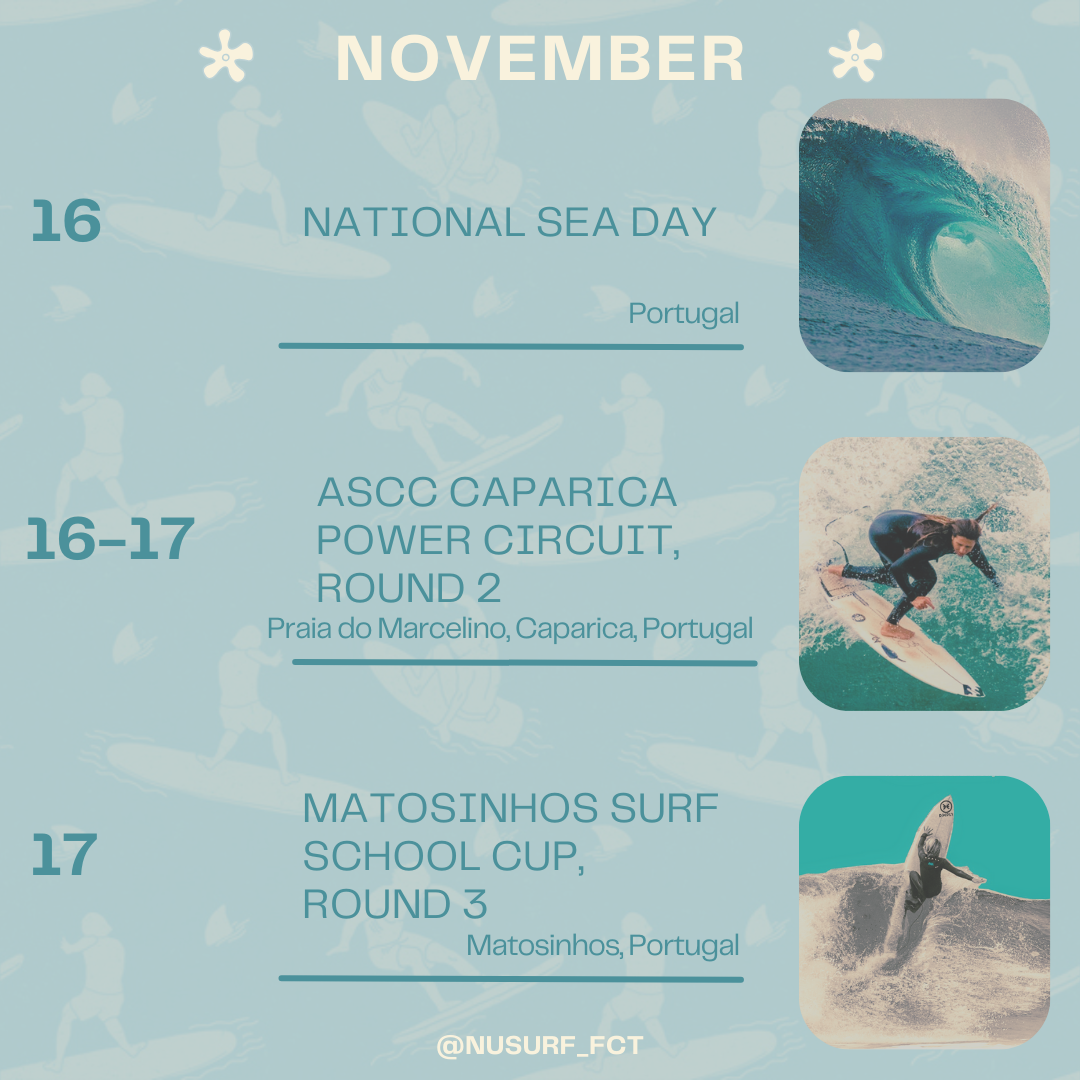 NOVEMBER
16
NATIONAL SEA DAY
Portugal
16-17
ASCC CAPARICA
POWER CIRCUIT,
ROUND 2
Praia do Marcelino, Caparica, Portugal
17
MATOSINHOS SURF
SCHOOL CUP,
ROUND 3
Matosinhos, Portugal
@NUSURF_FCT